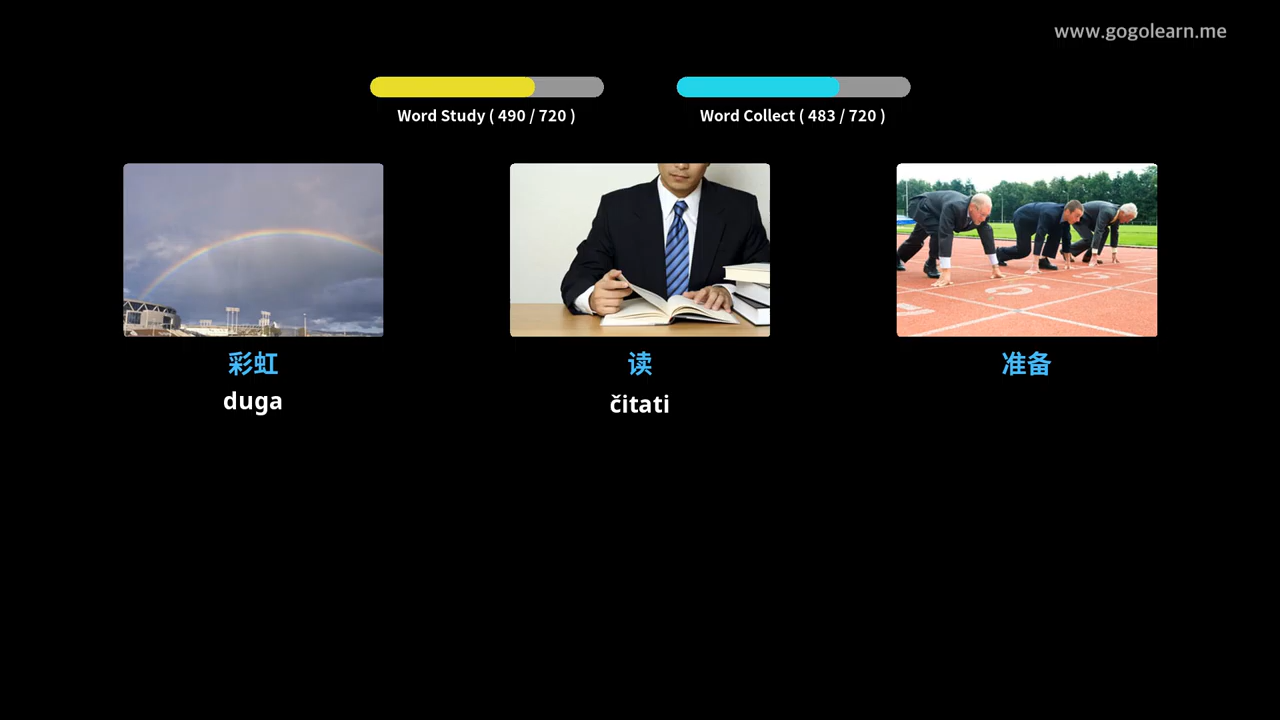 www.gogolearn.me
Word Study ( 490 / 720 )
Word Collect ( 483 / 720 )
彩虹
读
准备
duga
čitati